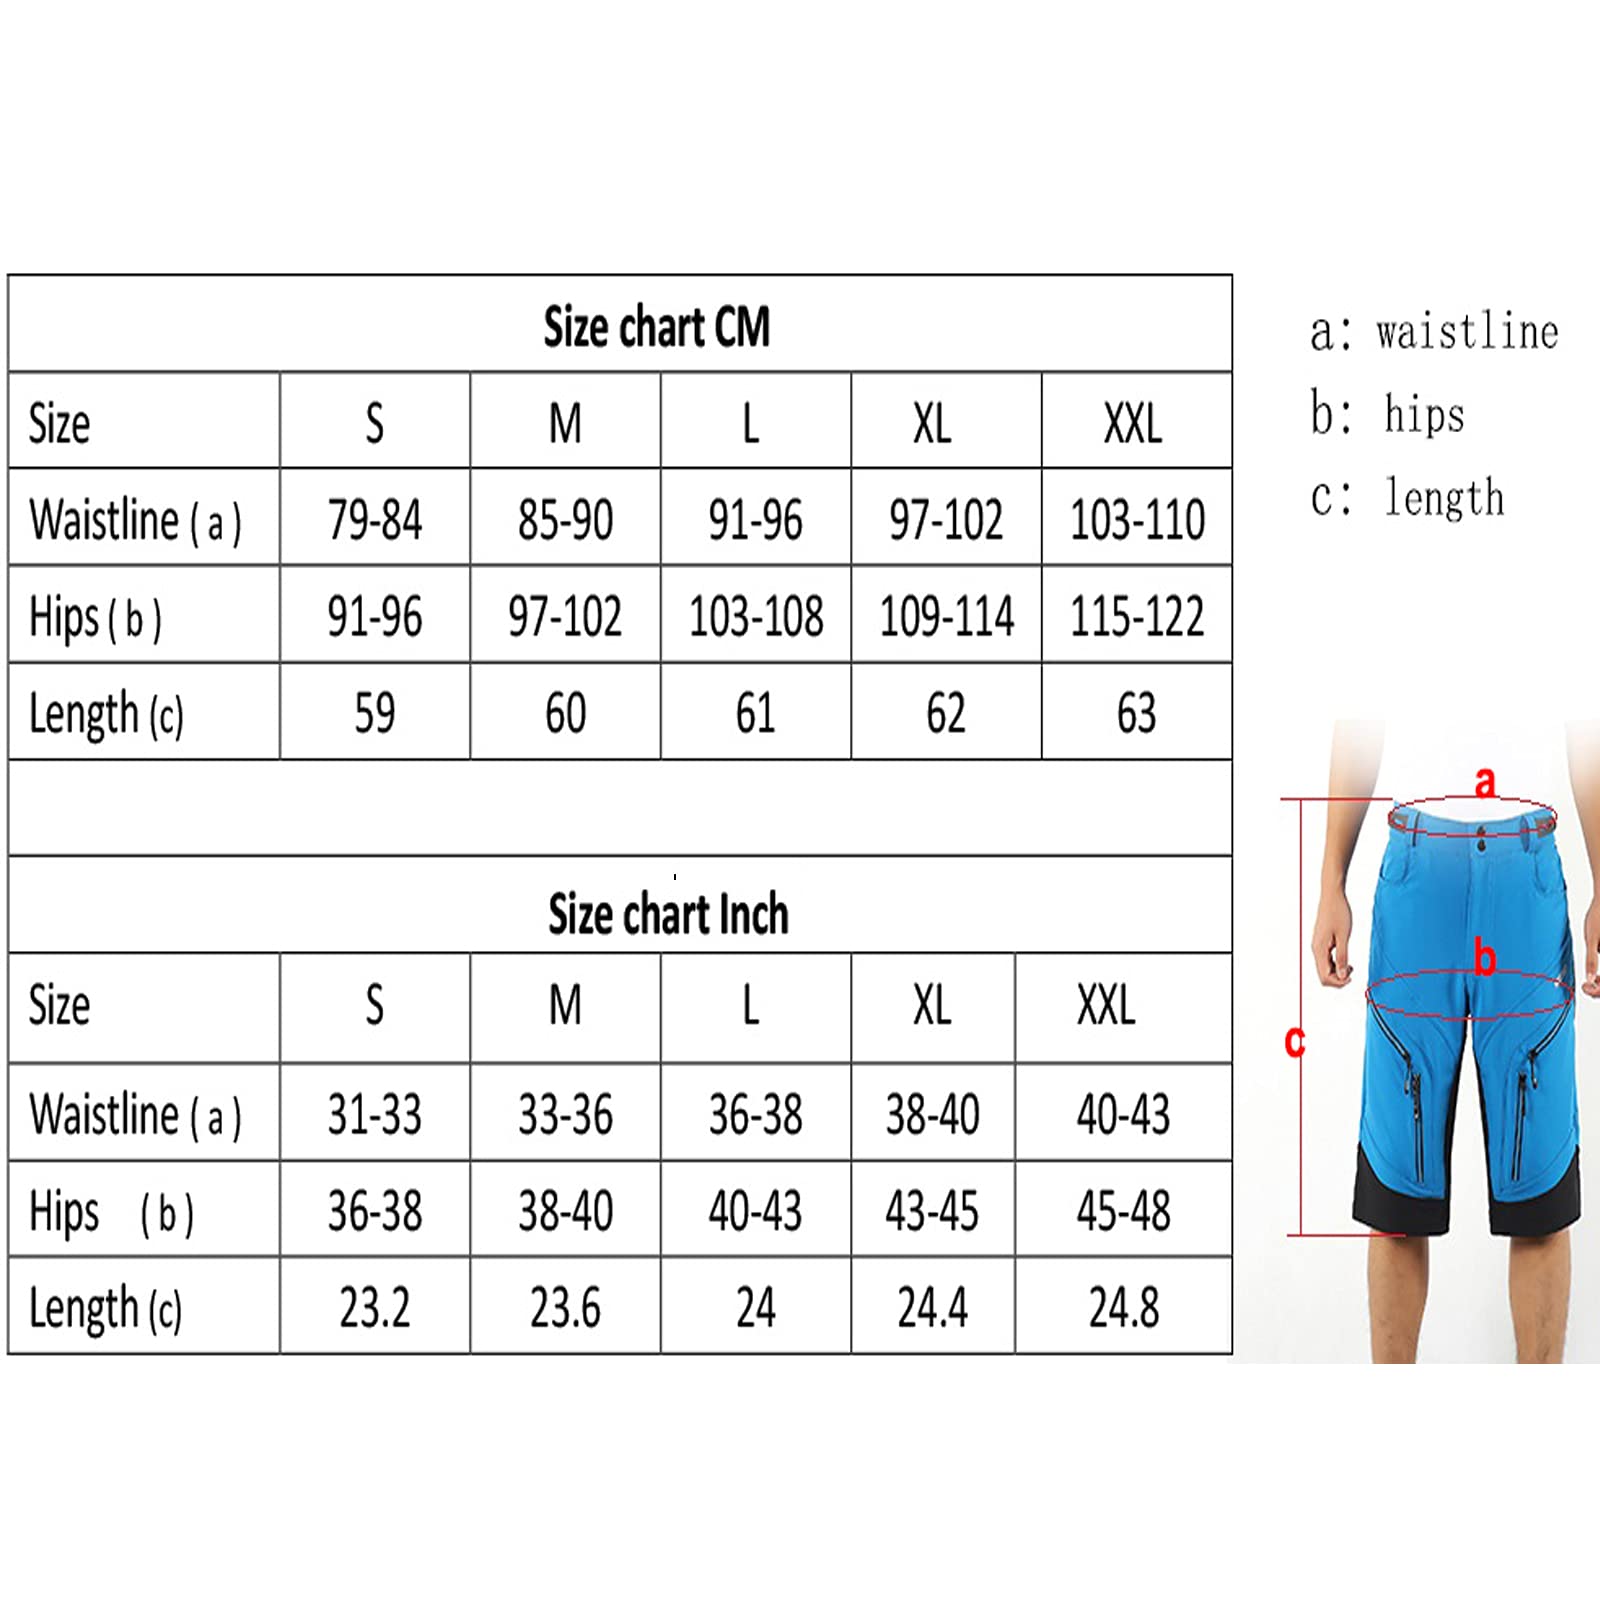 Size chart CM
Size S M L XL XXL
Waistline ( a ) 79-84 85-90 91-96 97-102 103-110
Hips ( b ) 91-96 97-102 103-108 109-114 115-122
Length (c) 59 60 61 62 63
Size chart Inch
Size S M L XL XXL
Waistline ( a ) 31-33 33-36 36-38 38-40 40-43
Hips ( b ) 36-38 38-40 40-43 43-45 45-48
Length (c) 23.2 23.6 24 24.4 24.8
a: waistline
b: hips
c: length
a
b
c